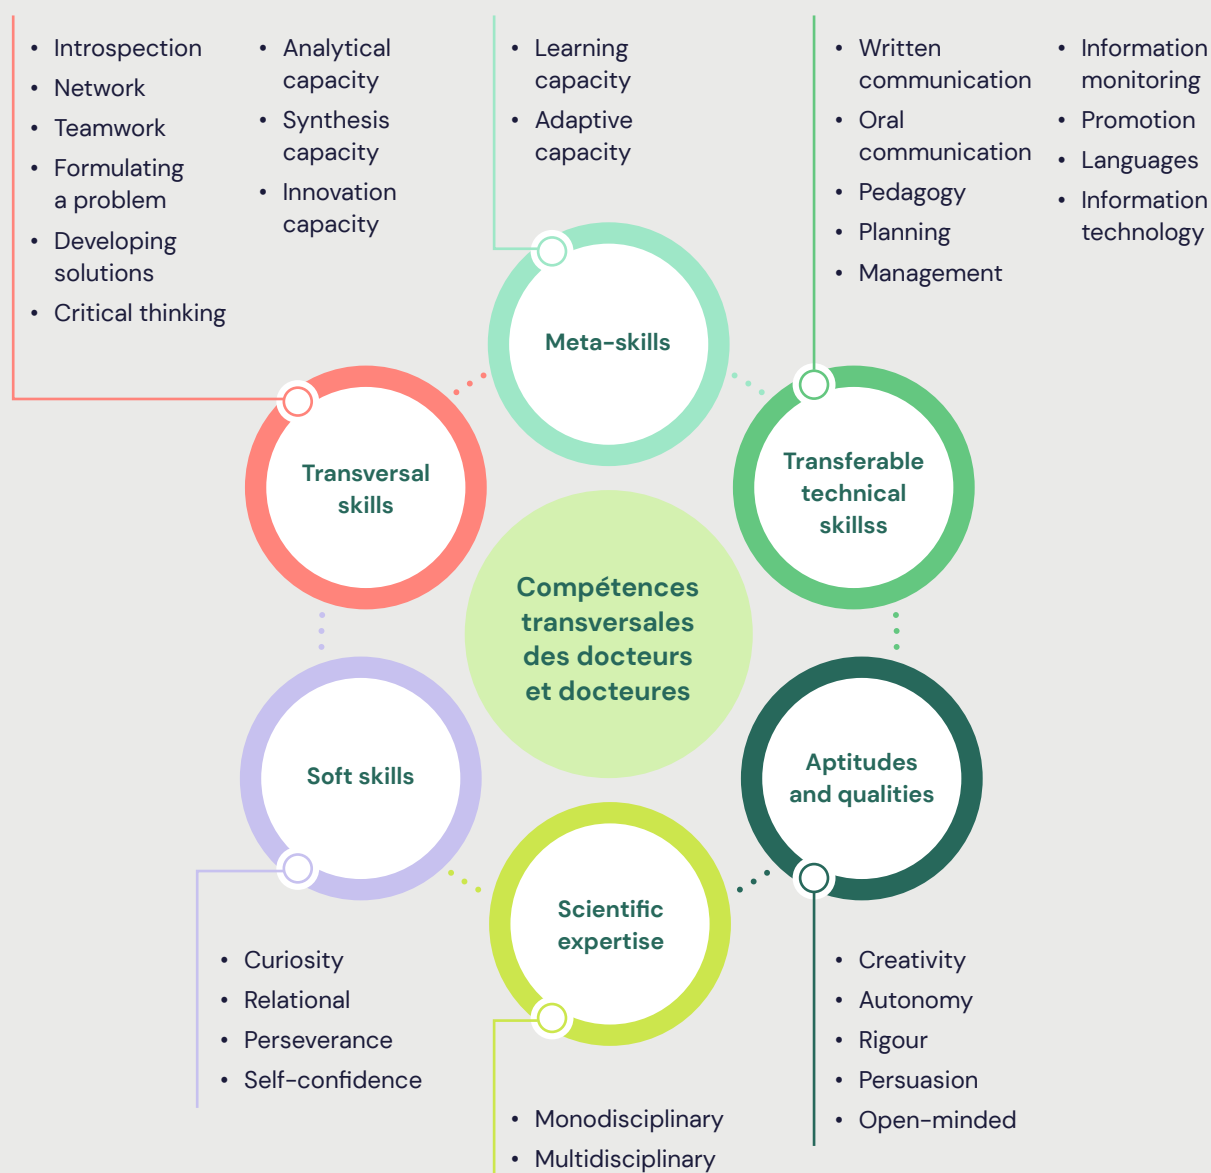 • Introspection
• Network
• Teamwork
• Formulating
a problem
• Developing
solutions
• Critical thinking
• Analytical
capacity
• Synthesis
capacity
• Innovation
capacity
• Learning
capacity
• Adaptive
capacity
• Written
communication
• Oral
communication
• Pedagogy
• Planning
• Management
• Information
monitoring
• Promotion
• Languages
• Information
technology
Meta-skills
Transversal
skills
Transferable
technical
skillss
Compétences
transversales
des docteurs
et docteures
Soft skills
Aptitudes
and qualities
Scientific
expertise
• Curiosity
• Relational
• Perseverance
• Self-confidence
• Monodisciplinary
• Multidisciplinary
• Creativity
• Autonomy
• Rigour
• Persuasion
• Open-minded